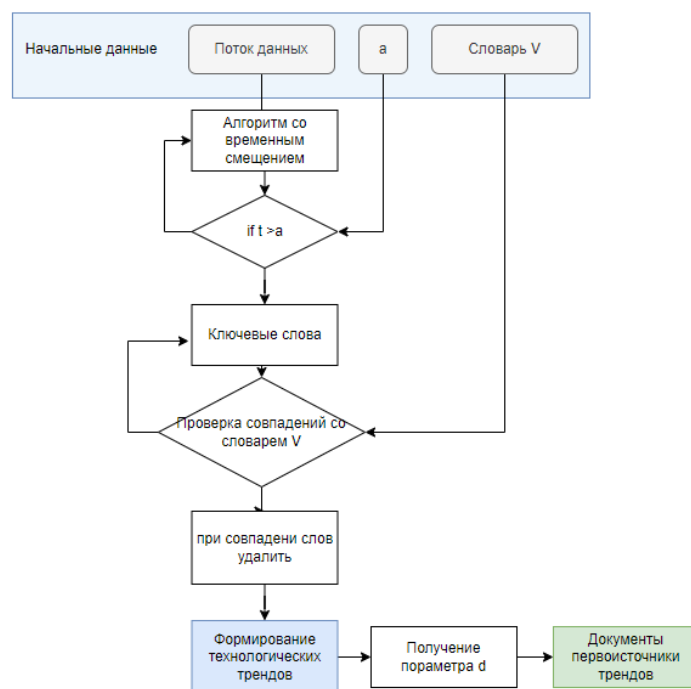 Начальные данные
Поток данных
a
Словарь V
Алгоритм со
временным
смещением
if t >a
Ключевые слова
Проверка совпадений со
словарем V
при совпадени слов
удалить
Формирование
технологических
трендов
Получение
пораметра d
Документы
первоисточники
трендов